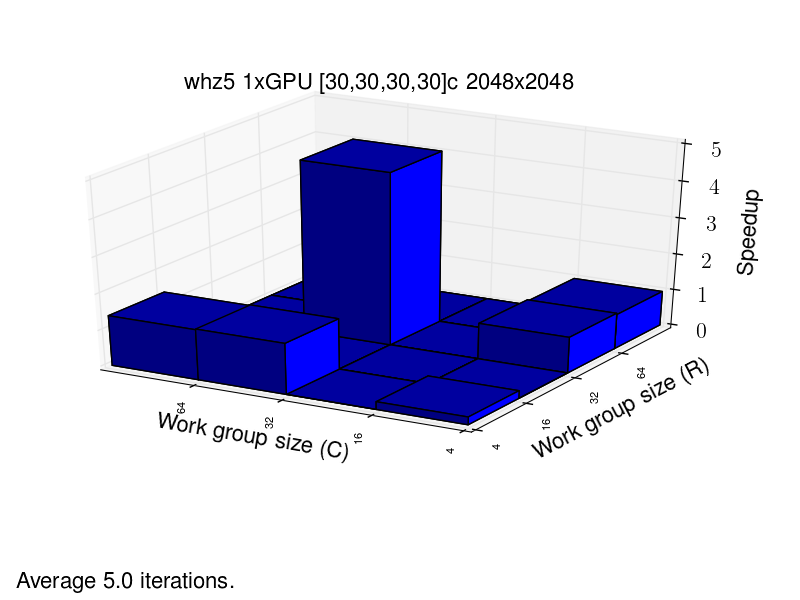 whz5 1xGPU [30,30,30,30]c 2048x2048
5
4
3
2
1
0
Speedup
64
32
16
4
Work group size (C)
4
16
32
64
Work group size (R)
Average 5.0 iterations.